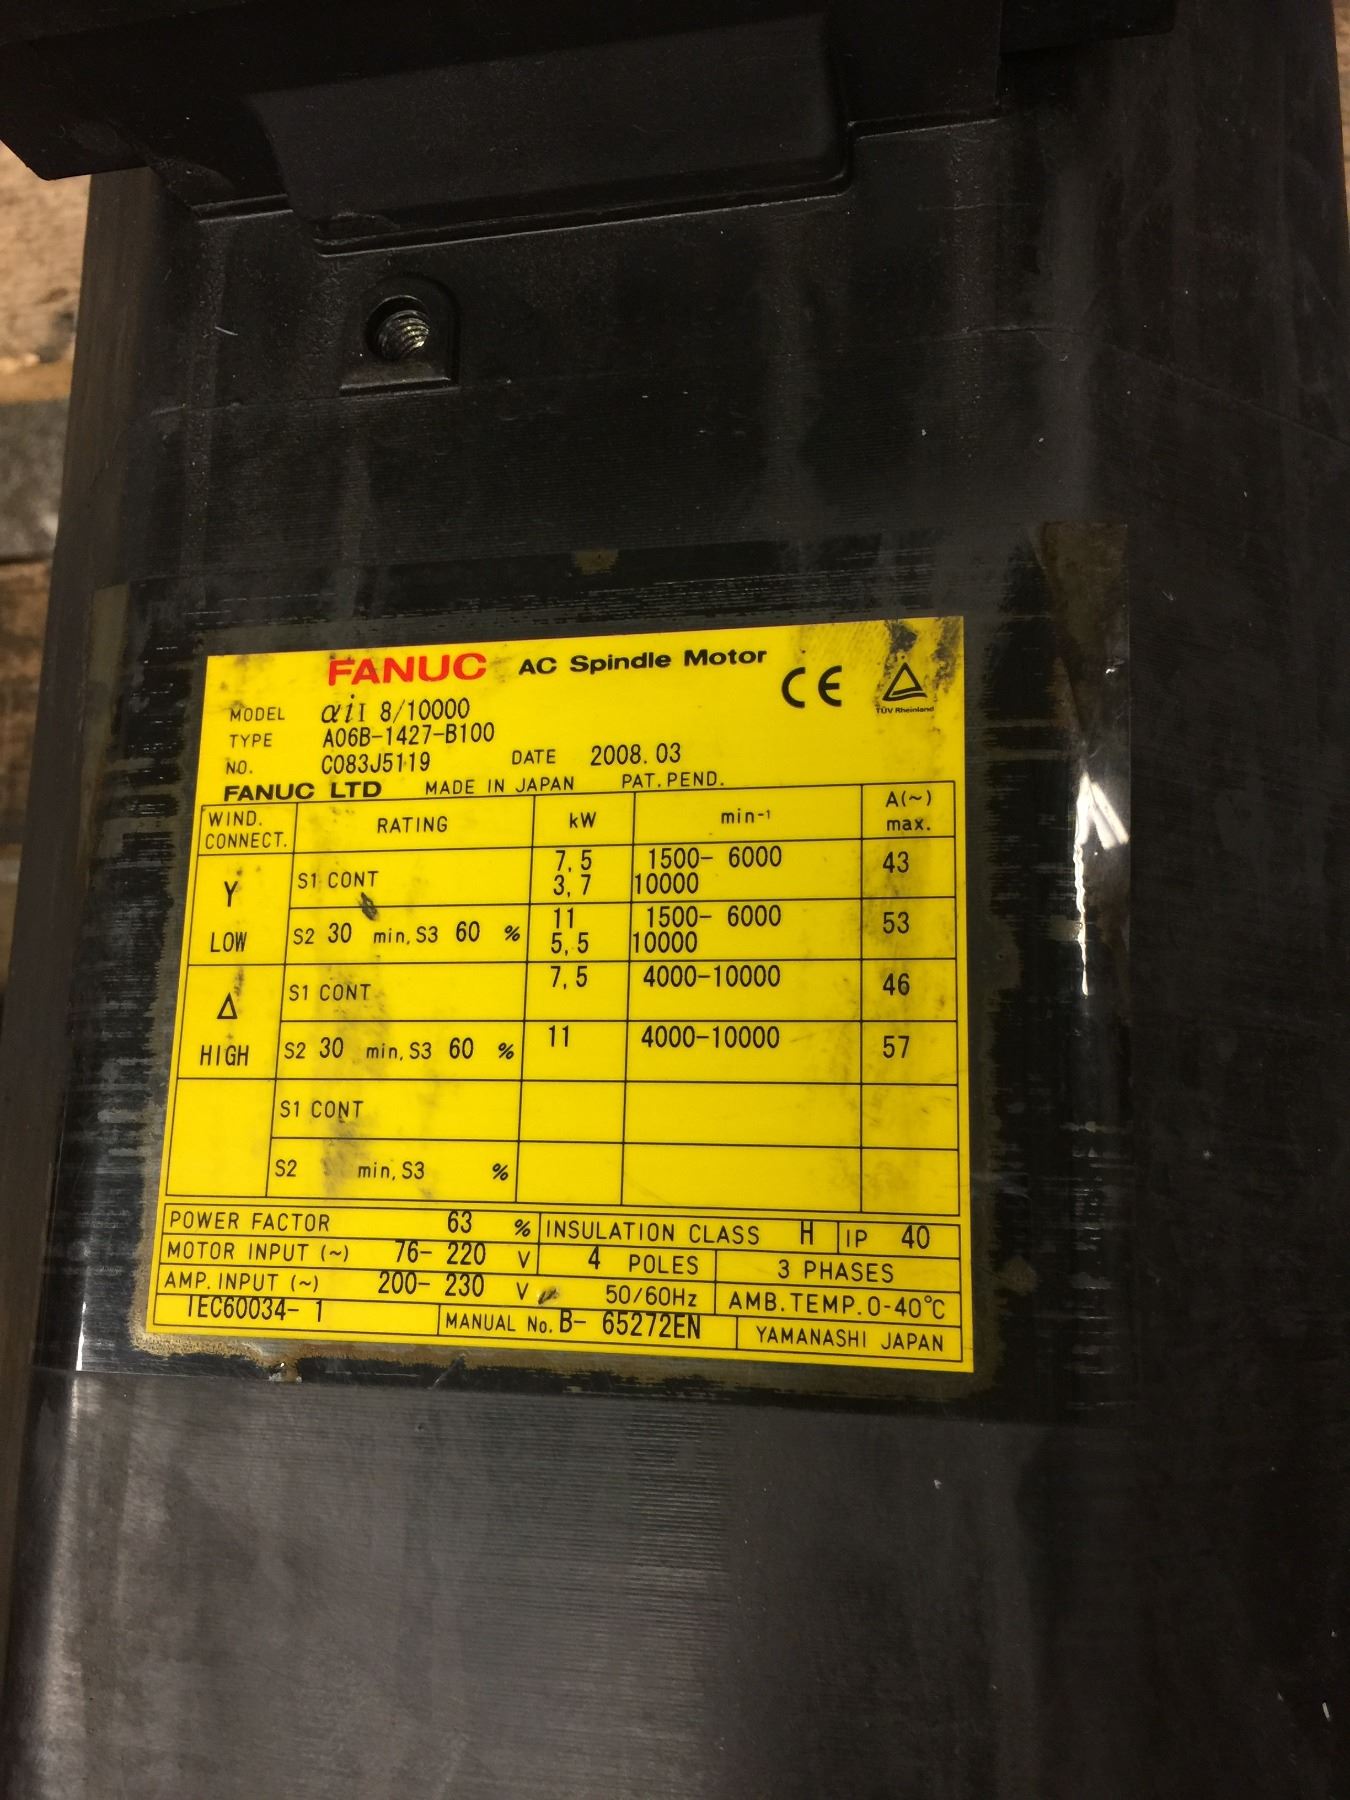 FANUC AC Spindle Motor
CE
TÜV Rheinland
MODEL αiI 8/10000
TYPE A06B-1427-B100
NO. C083J5119 DATE 2008.03
FANUC LTD MADE IN JAPAN PAT.PEND.
WIND. CONNECT. RATING kW min-1 A(~) max.
Y LOW
S1 CONT 7,5 1500- 6000 43
3,7 10000
S2 30 min, S3 60 % 11 1500- 6000 53
5,5 10000
Δ HIGH
S1 CONT 7,5 4000-10000 46
S2 30 min, S3 60 % 11 4000-10000 57
S1 CONT
S2 min, S3 %
POWER FACTOR 63 % INSULATION CLASS H IP 40
MOTOR INPUT (~) 76- 220 V 4 POLES 3 PHASES
AMP. INPUT (~) 200- 230 V 50/60Hz AMB.TEMP.0-40°C
IEC60034- 1 MANUAL No. B- 65272EN YAMANASHI JAPAN